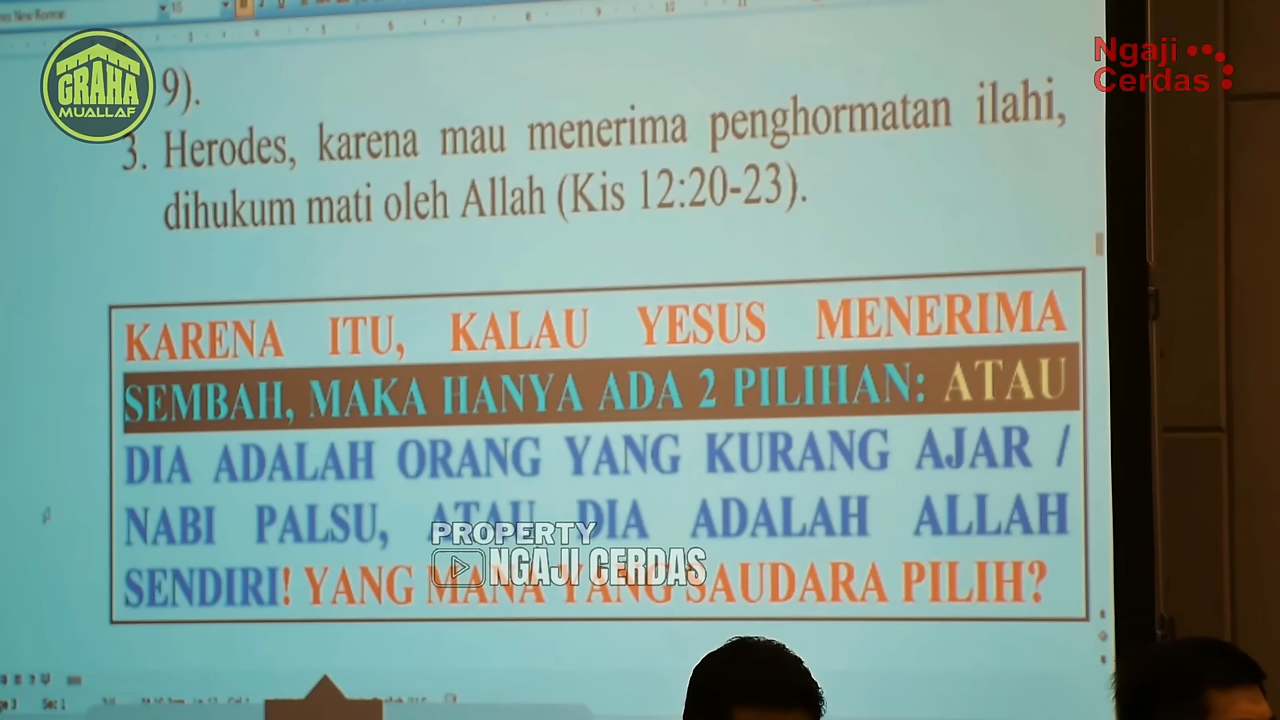 GRAHA
MUALLAF
Ngaji
Cerdas
9).
3. Herodes, karena mau menerima penghormatan ilahi,
dihukum mati oleh Allah (Kis 12:20-23).
KARENA ITU, KALAU YESUS MENERIMA
SEMBAH, MAKA HANYA ADA 2 PILIHAN: ATAU
DIA ADALAH ORANG YANG KURANG AJAR /
NABI PALSU, ATAU DIA ADALAH ALLAH
SENDIRI! YANG MANA YANG SAUDARA PILIH?
PROPERTY
NGAJI CERDAS